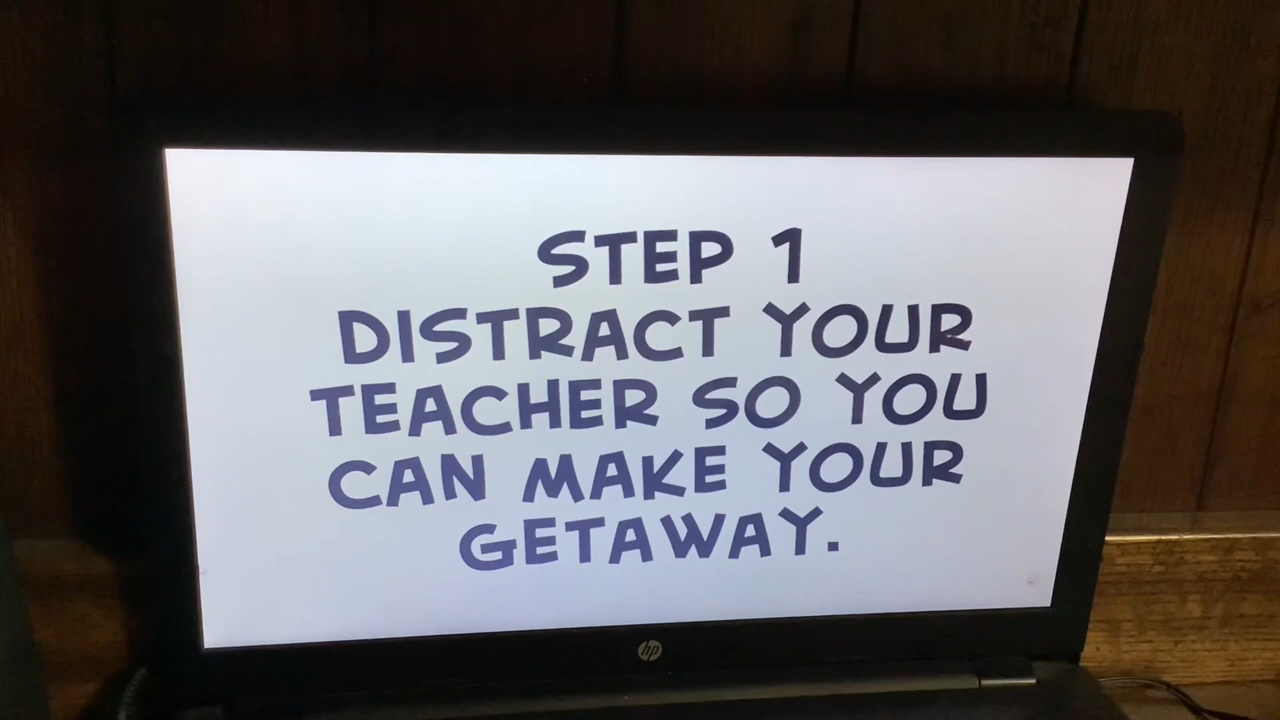 STEP 1
DISTRACT YOUR
TEACHER SO YOU
CAN MAKE YOUR
GETAWAY.
hp